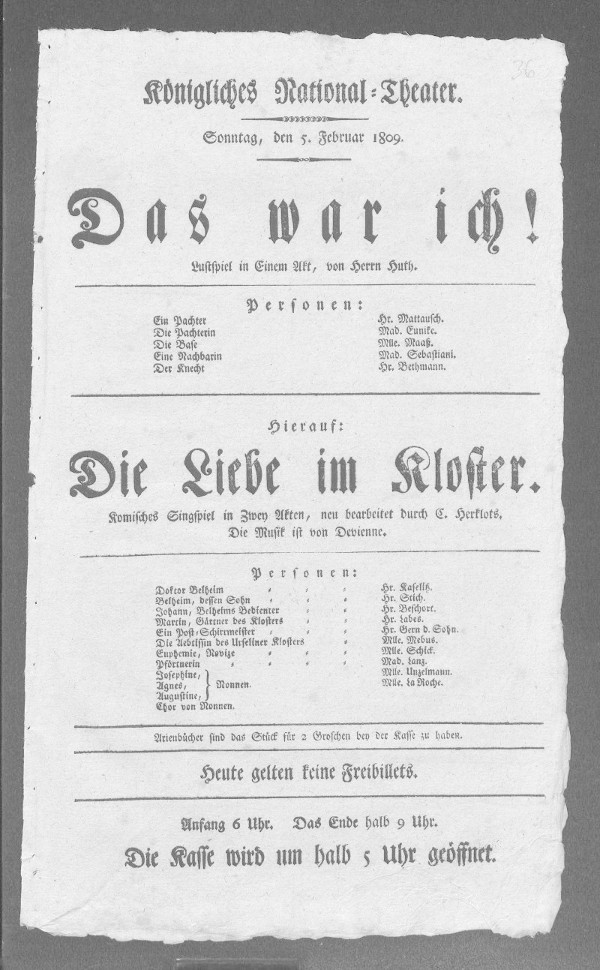 36
Königliches National-Theater.
Sonntag, den 5. Februar 1809.
Das war ich!
Lustspiel in Einem Akt, von Herrn Huth.
Personen:
Ein Pachter Hr. Mattausch.
Die Pachterin Mad. Eunike.
Die Base Mlle. Maaß.
Eine Nachbarin Mad. Sebastiani.
Der Knecht Hr. Bethmann.
Hierauf:
Die Liebe im Kloster.
Komisches Singspiel in Zwey Akten, neu bearbeitet durch C. Herklots.
Die Musik ist von Devienne.
Personen:
Doktor Belheim Hr. Kaselitz.
Belheim, dessen Sohn Hr. Stich.
Johann, Belheims Bedienter Hr. Beschort.
Martin, Gärtner des Klosters Hr. Labes.
Ein Post-Schirrmeister Hr. Gern d. Sohn.
Die Aebtissin des Urseliner Klosters Mlle. Mebus.
Euphemie, Novize Mlle. Schick.
Pförtnerin Mad. Lanz.
Josephine, Mlle. Unzelmann.
Agnes, } Nonnen. Mlle. La Roche.
Augustine,
Chor von Nonnen.
Arienbücher sind das Stück für 2 Groschen bey der Kasse zu haben.
Heute gelten keine Freibillets.
Anfang 6 Uhr. Das Ende halb 9 Uhr.
Die Kasse wird um halb 5 Uhr geöffnet.